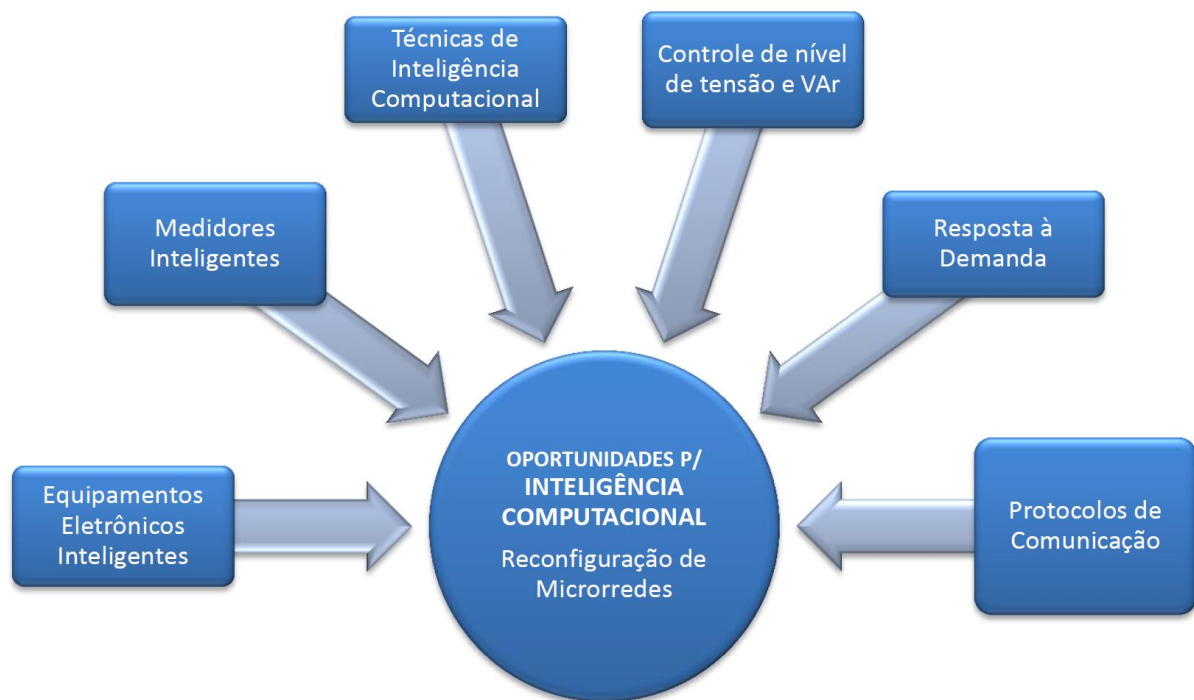 Técnicas de
Inteligência
Computacional
Controle de nível
de tensão e VAr
Medidores
Inteligentes
Resposta à
Demanda
Equipamentos
Eletrônicos
Inteligentes
OPORTUNIDADES P/
INTELIGÊNCIA
COMPUTACIONAL
Reconfiguração de
Microrredes
Protocolos de
Comunicação